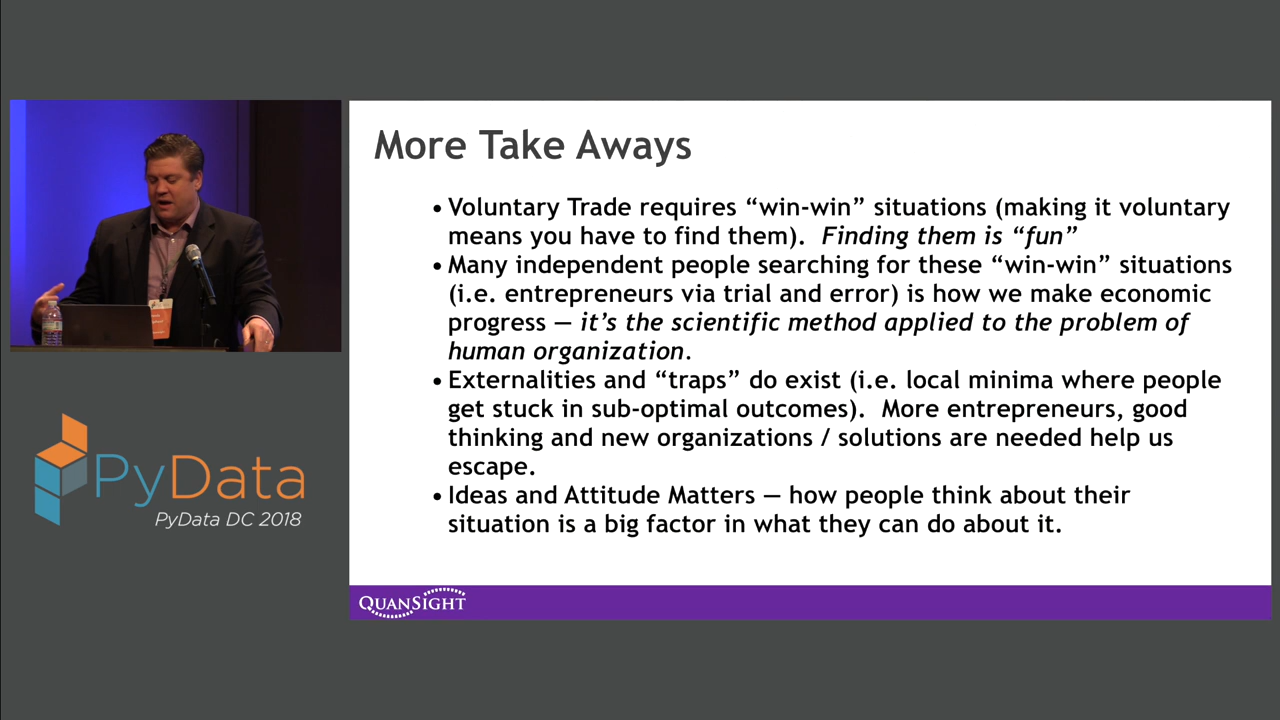 More Take Aways
• Voluntary Trade requires “win-win” situations (making it voluntary
means you have to find them).  Finding them is “fun”
• Many independent people searching for these “win-win” situations
(i.e. entrepreneurs via trial and error) is how we make economic
progress — it’s the scientific method applied to the problem of
human organization.
• Externalities and “traps” do exist (i.e. local minima where people
get stuck in sub-optimal outcomes).  More entrepreneurs, good
thinking and new organizations / solutions are needed help us
escape.
• Ideas and Attitude Matters — how people think about their
situation is a big factor in what they can do about it.
PyData
PyData DC 2018
QUANSIGHT